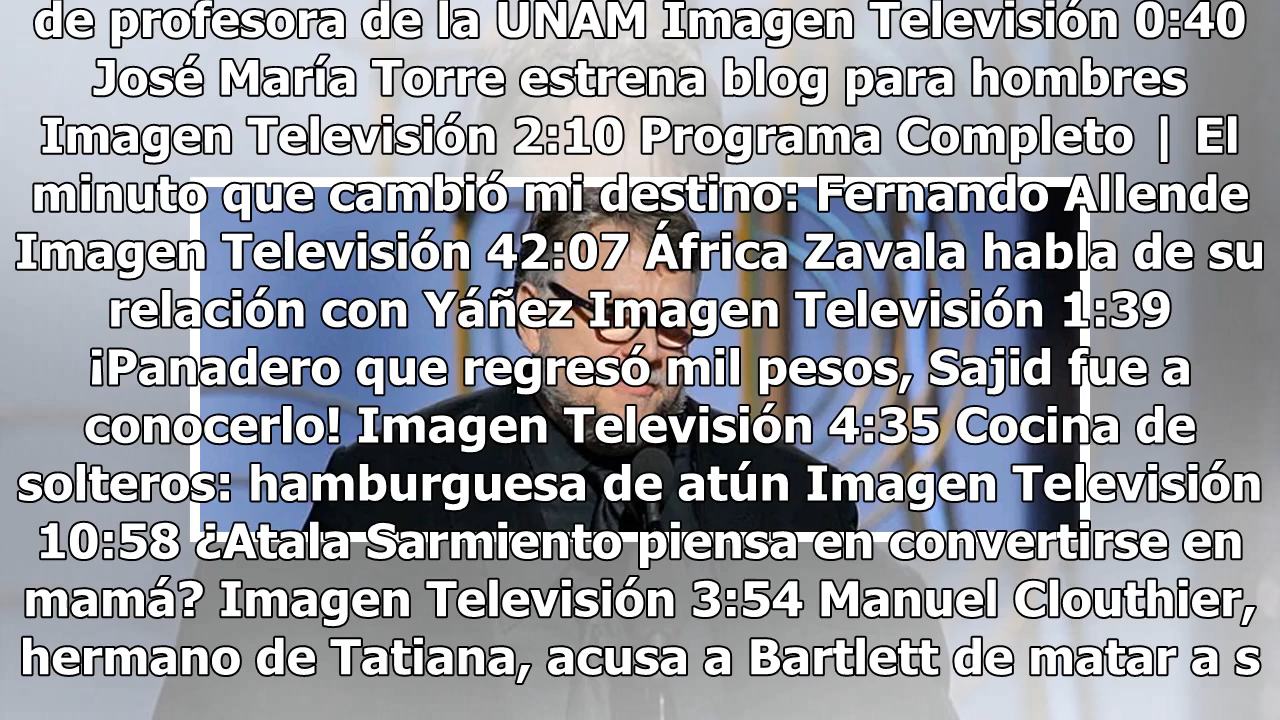 de profesora de la UNAM Imagen Televisión 0:40
José María Torre estrena blog para hombres
Imagen Televisión 2:10 Programa Completo | El
minuto que cambió mi destino: Fernando Allende
Imagen Televisión 42:07 África Zavala habla de su
relación con Yáñez Imagen Televisión 1:39
¡Panadero que regresó mil pesos, Sajid fue a
conocerlo! Imagen Televisión 4:35 Cocina de
solteros: hamburguesa de atún Imagen Televisión
10:58 ¿Atala Sarmiento piensa en convertirse en
mamá? Imagen Televisión 3:54 Manuel Clouthier,
hermano de Tatiana, acusa a Bartlett de matar a s